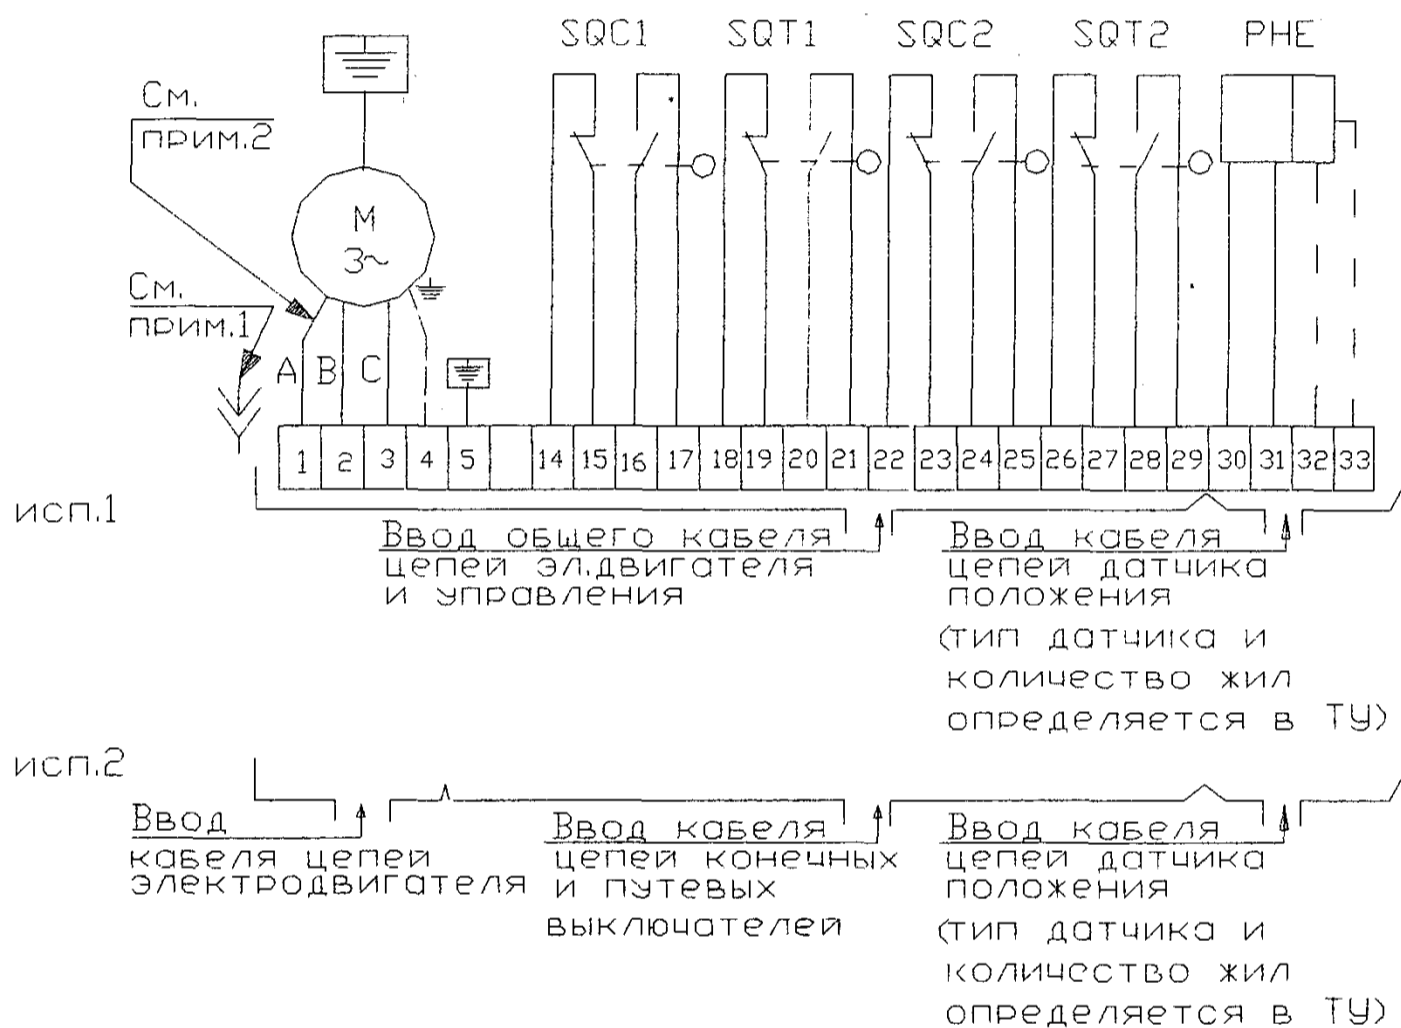 SQC1 SQT1 SQC2 SQT2 PHE
См.
прим.2
М
3~
См.
прим.1
А В С
1 2 3 4 5 14 15 16 17 18 19 20 21 22 23 24 25 26 27 28 29 30 31 32 33
исп.1
Ввод общего кабеля
цепей эл.двигателя
и управления
Ввод кабеля
цепей датчика
положения
(тип датчика и
количество жил
определяется в ТУ)
исп.2
Ввод
кабеля цепей
электродвигателя
Ввод кабеля
цепей конечных
и путевых
выключателей
Ввод кабеля
цепей датчика
положения
(тип датчика и
количество жил
определяется в ТУ)